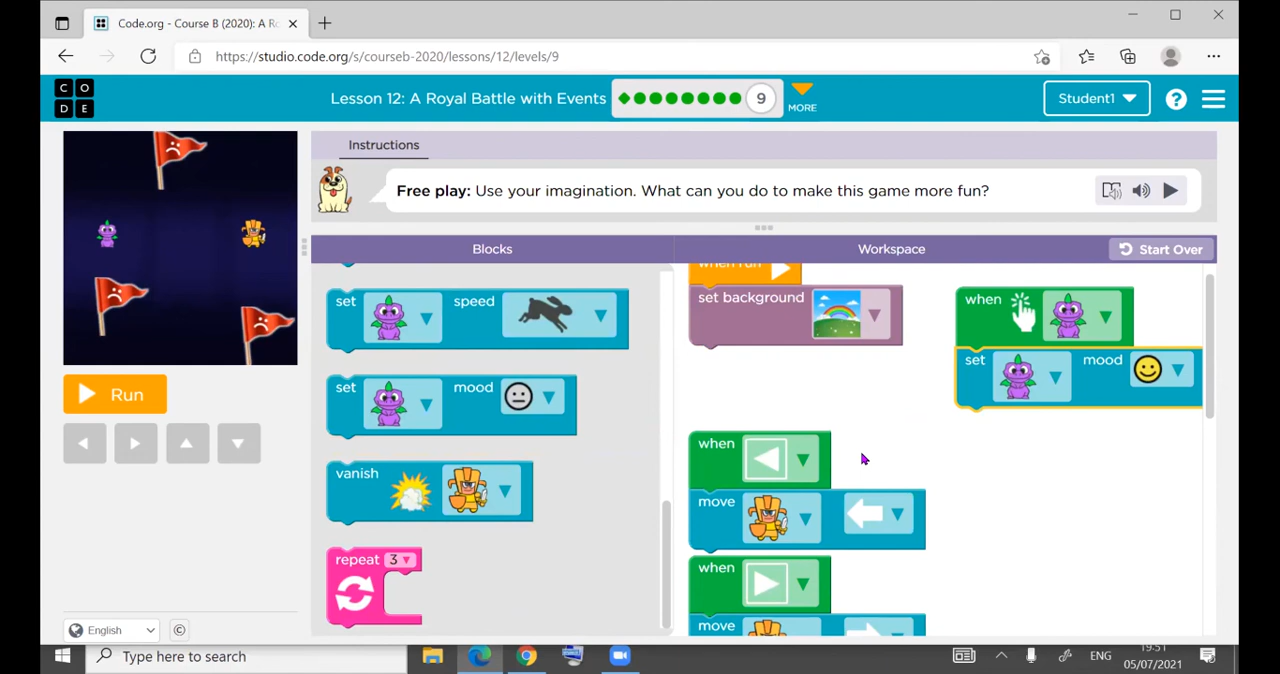 Code.org - Course B (2020): A Ro
https://studio.code.org/s/courseb-2020/lessons/12/levels/9
C O
D E
Lesson 12: A Royal Battle with Events
9
MORE
Student1
?
Instructions
Free play: Use your imagination. What can you do to make this game more fun?
Blocks
Workspace
Start Over
when run
set speed
set background
when
set mood
set mood
Run
when
vanish
move
repeat 3
when
move
English
©
Type here to search
ENG
19:51
05/07/2021